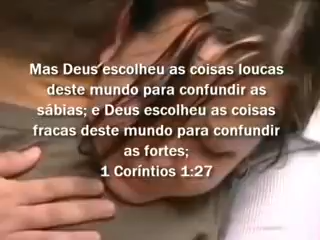 Mas Deus escolheu as coisas loucas
deste mundo para confundir as
sábias; e Deus escolheu as coisas
fracas deste mundo para confundir
as fortes;
1 Coríntios 1:27